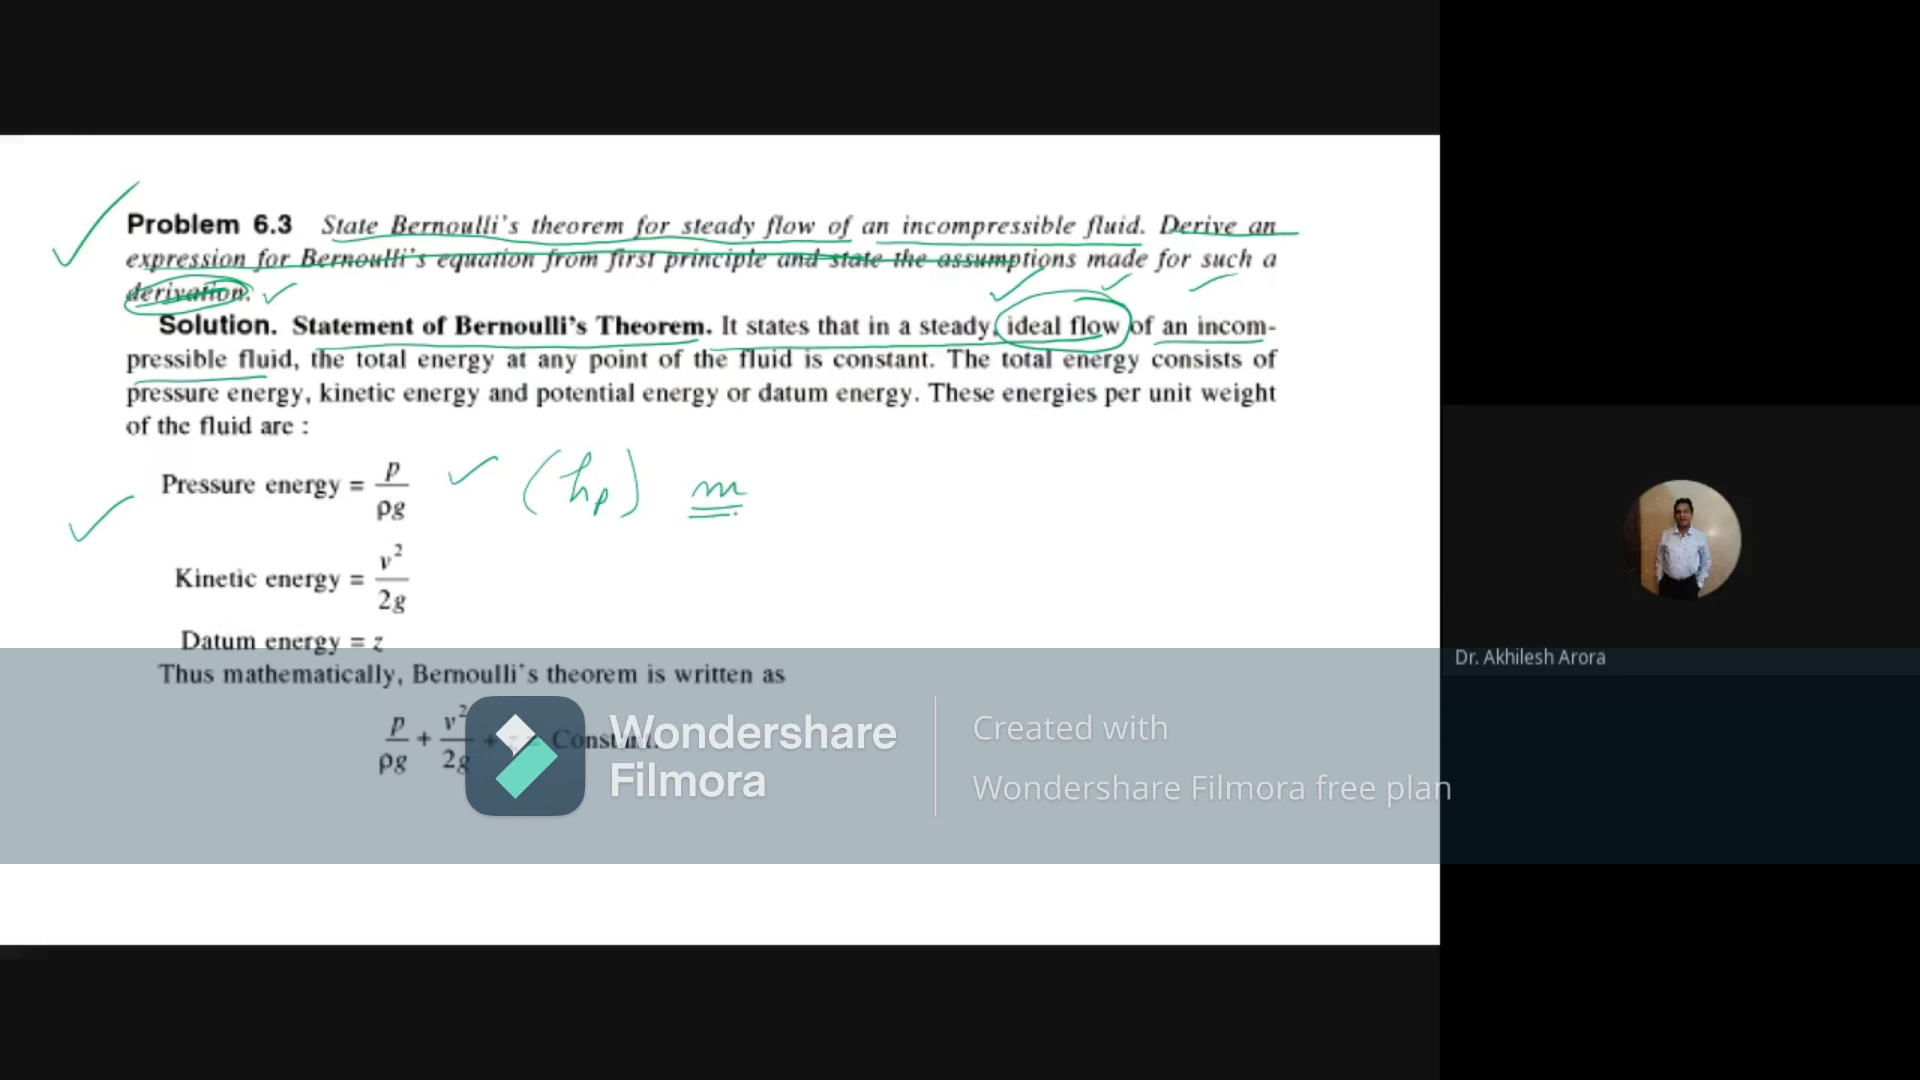 Problem 6.3 State Bernoulli's theorem for steady flow of an incompressible fluid. Derive an
expression for Bernoulli's equation from first principle and state the assumptions made for such a
derivation.
Solution. Statement of Bernoulli's Theorem. It states that in a steady, ideal flow of an incom-
pressible fluid, the total energy at any point of the fluid is constant. The total energy consists of
pressure energy, kinetic energy and potential energy or datum energy. These energies per unit weight
of the fluid are :
Pressure energy = p/ρg (hp) m
Kinetic energy = v²/2g
Datum energy = z
Thus mathematically, Bernoulli's theorem is written as
p/ρg + v²/2g + z = Constant.
Wondershare
Filmora
Created with
Wondershare Filmora free plan
Dr. Akhilesh Arora